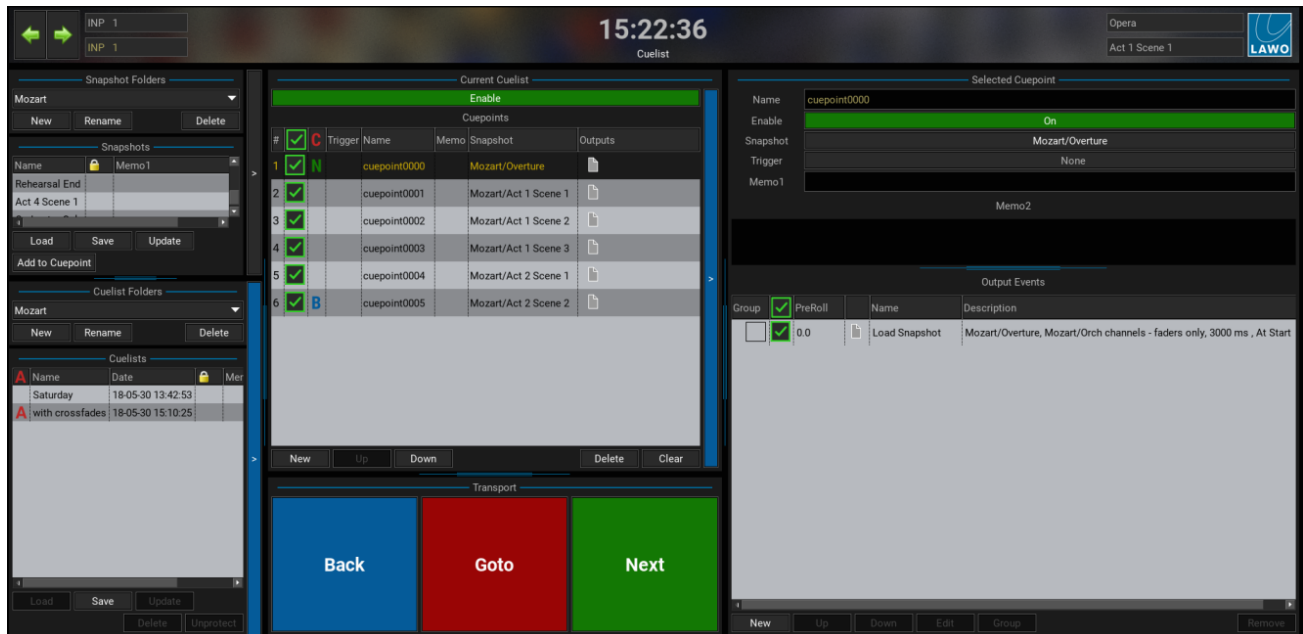 INP 1
INP 1
15:22:36
Cuelist
Opera
Act 1 Scene 1
LAWO
Snapshot Folders
Mozart
New Rename Delete
Snapshots
Name Memo1
Rehearsal End
Act 4 Scene 1
Load Save Update
Add to Cuepoint
>
Cuelist Folders
Mozart
New Rename Delete
Cuelists
A Name Date Mer
Saturday 18-05-30 13:42:53
A with crossfades 18-05-30 15:10:25
>
Load Save Update
Delete Unprotect
Current Cuelist
Enable
Cuepoints
# C Trigger Name Memo Snapshot Outputs
1 N cuepoint0000 Mozart/Overture
2 cuepoint0001 Mozart/Act 1 Scene 1
3 cuepoint0002 Mozart/Act 1 Scene 2
4 cuepoint0003 Mozart/Act 1 Scene 3
5 cuepoint0004 Mozart/Act 2 Scene 1
6 B cuepoint0005 Mozart/Act 2 Scene 2
>
New Up Down Delete Clear
Transport
Back Goto Next
Selected Cuepoint
Name cuepoint0000
Enable On
Snapshot Mozart/Overture
Trigger None
Memo1
Memo2
Output Events
Group PreRoll Name Description
0.0 Load Snapshot Mozart/Overture, Mozart/Orch channels - faders only, 3000 ms , At Start
New Up Down Edit Group Remove